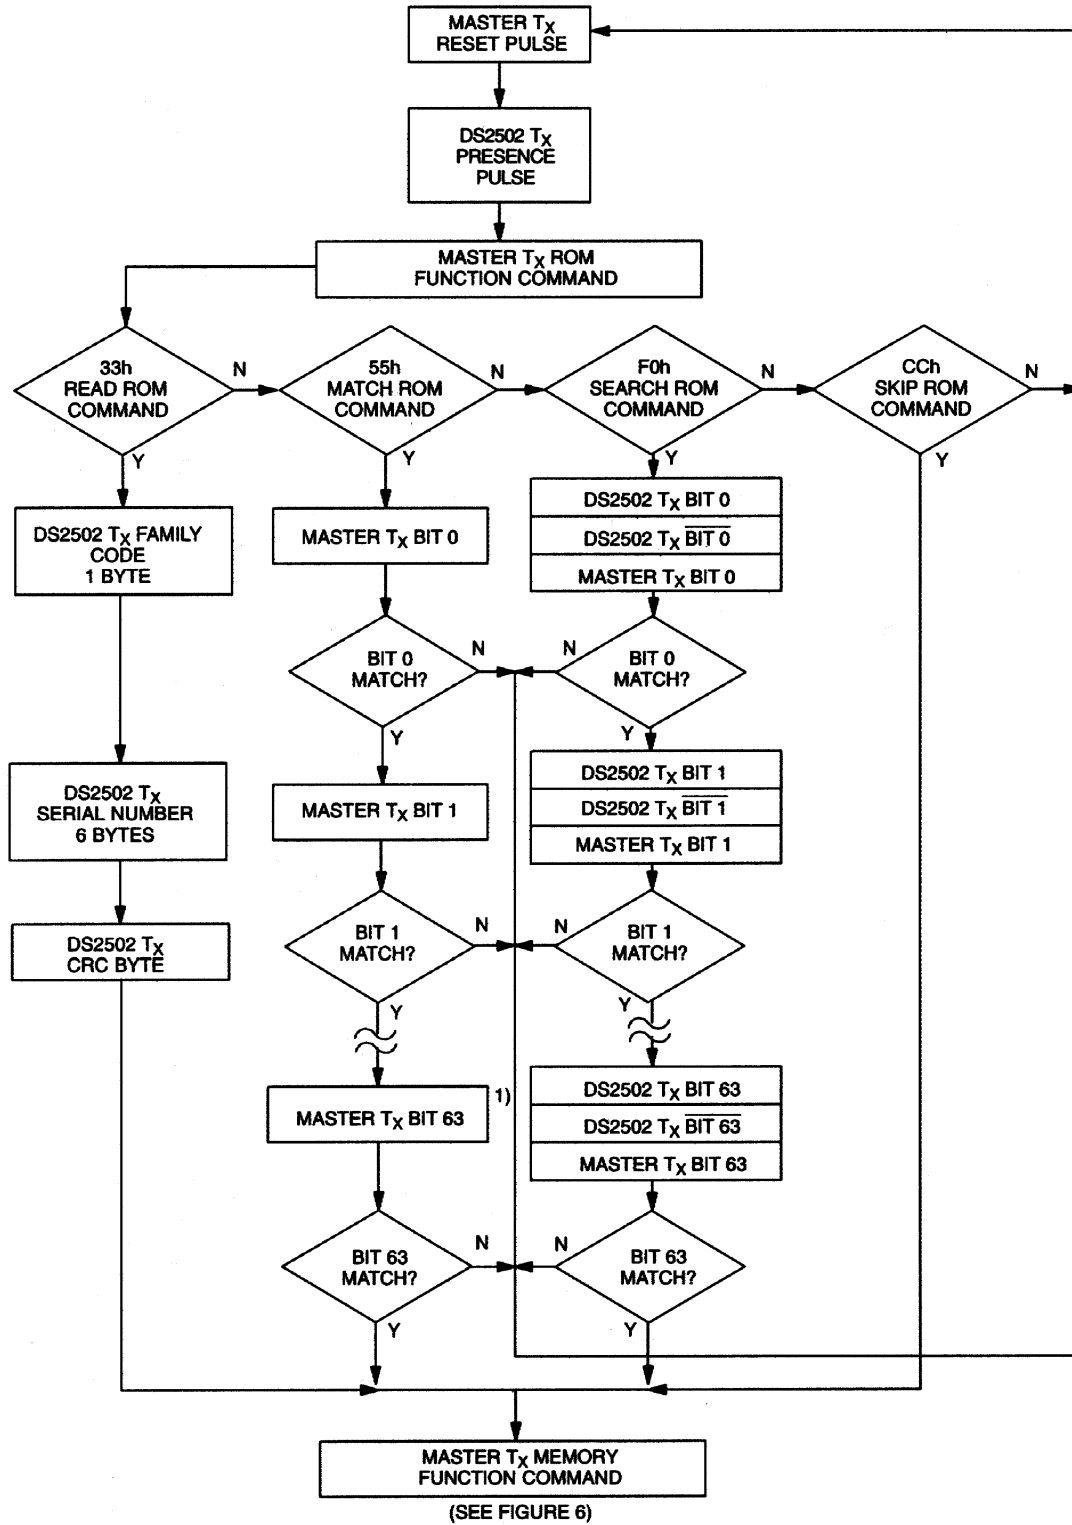 MASTER TX
RESET PULSE
DS2502 TX
PRESENCE
PULSE
MASTER TX ROM
FUNCTION COMMAND
33h
READ ROM
COMMAND
N
Y
55h
MATCH ROM
COMMAND
N
Y
F0h
SEARCH ROM
COMMAND
N
Y
CCh
SKIP ROM
COMMAND
N
Y
DS2502 TX FAMILY
CODE
1 BYTE
DS2502 TX
SERIAL NUMBER
6 BYTES
DS2502 TX
CRC BYTE
MASTER TX BIT 0
BIT 0
MATCH?
N
Y
MASTER TX BIT 1
BIT 1
MATCH?
N
Y
MASTER TX BIT 63
1)
BIT 63
MATCH?
N
Y
DS2502 TX BIT 0
DS2502 TX BIT 0
MASTER TX BIT 0
BIT 0
MATCH?
N
Y
DS2502 TX BIT 1
DS2502 TX BIT 1
MASTER TX BIT 1
BIT 1
MATCH?
N
Y
DS2502 TX BIT 63
DS2502 TX BIT 63
MASTER TX BIT 63
BIT 63
MATCH?
N
Y
MASTER TX MEMORY
FUNCTION COMMAND
(SEE FIGURE 6)